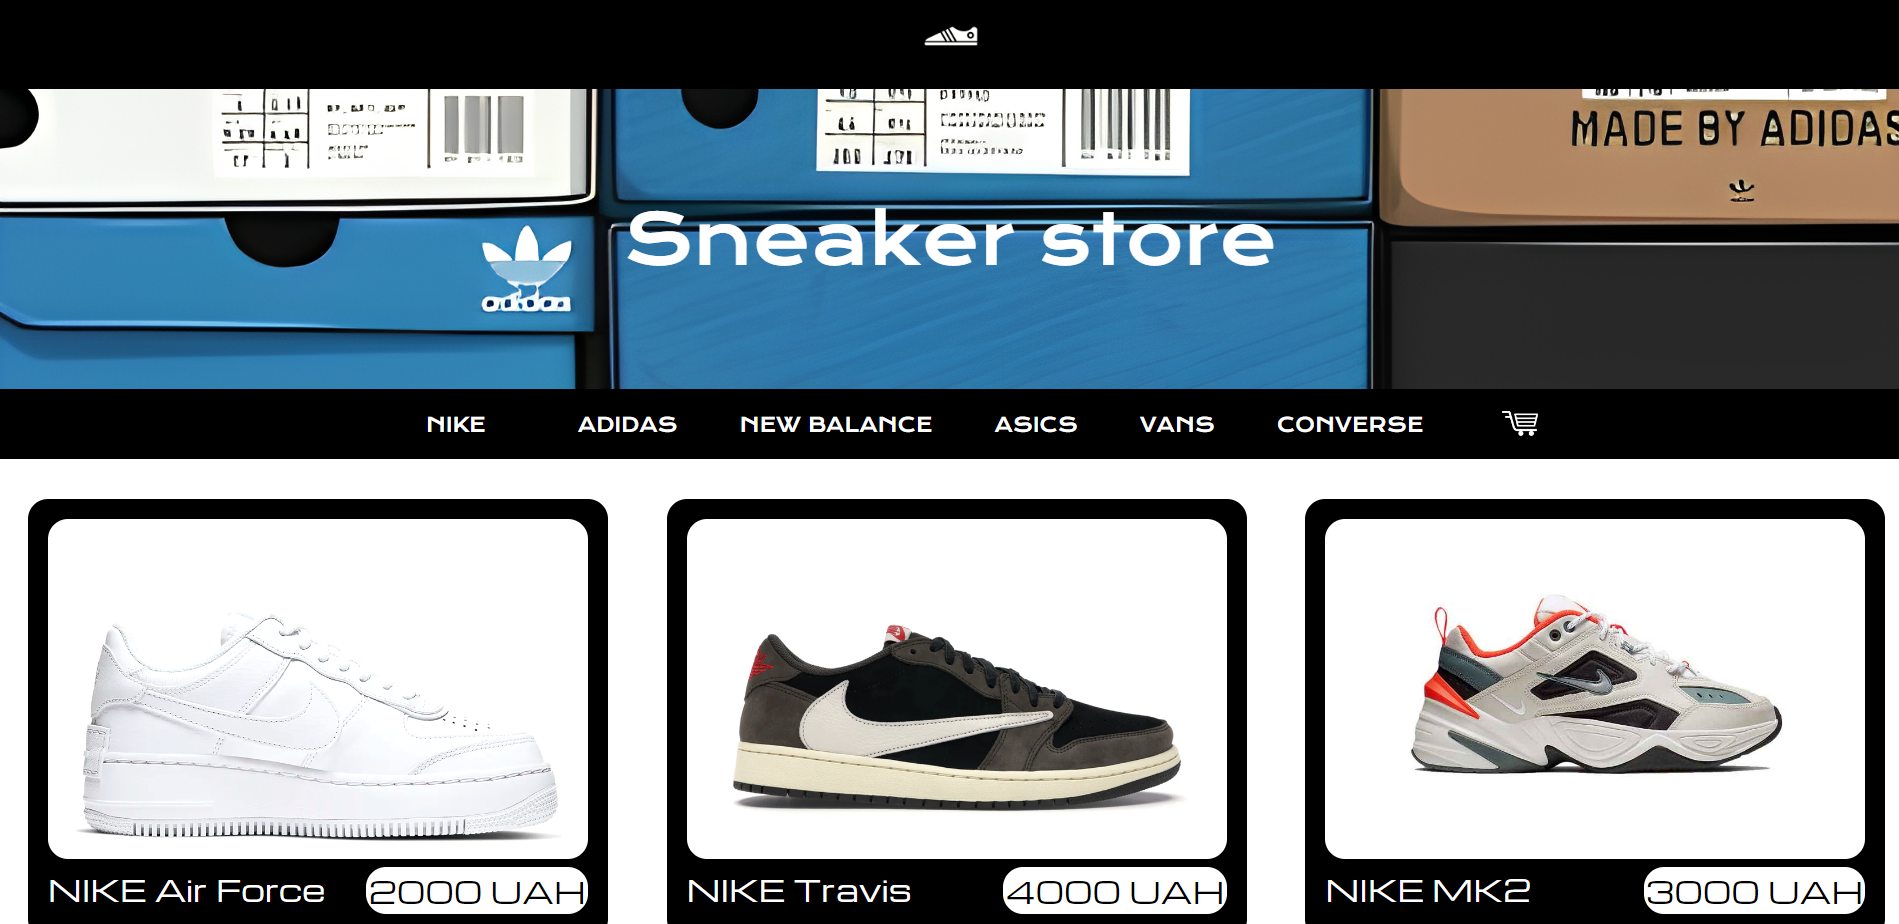 MADE BY ADIDAS
Sneaker store
NIKE ADIDAS NEW BALANCE ASICS VANS CONVERSE
NIKE Air Force 2000 UAH
NIKE Travis 4000 UAH
NIKE MK2 3000 UAH